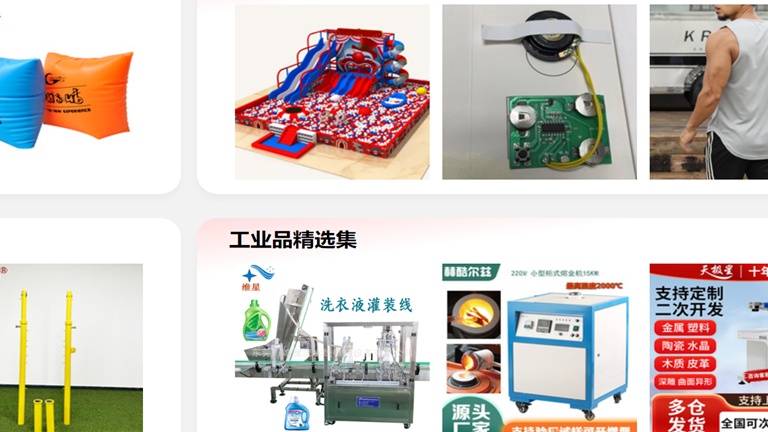 KR
工业品精选集
维星
洗衣液灌装线
赫酷尔兹
220V 小型柜式熔金机15KW
最高温度2000℃
源头
厂家
天极星 十年
支持定制
二次开发
金属 塑料
陶瓷 水晶
木质 皮革
深雕 曲面异形
多仓
发货
支持上
全国可次